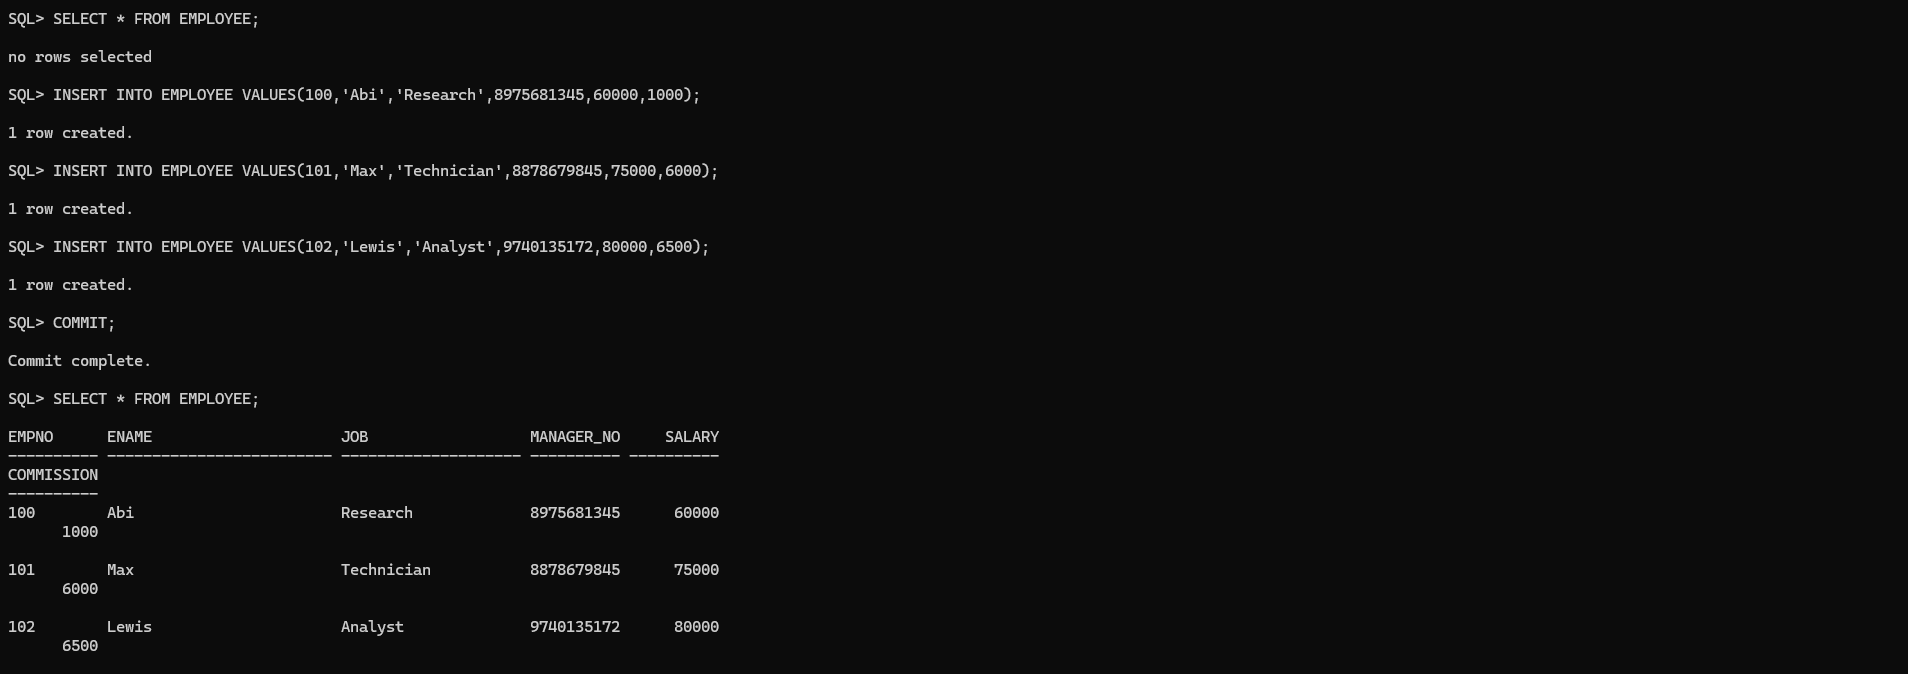 SQL> SELECT * FROM EMPLOYEE;
no rows selected
SQL> INSERT INTO EMPLOYEE VALUES(100,'Abi','Research',8975681345,60000,1000);
1 row created.
SQL> INSERT INTO EMPLOYEE VALUES(101,'Max','Technician',8878679845,75000,6000);
1 row created.
SQL> INSERT INTO EMPLOYEE VALUES(102,'Lewis','Analyst',9740135172,80000,6500);
1 row created.
SQL> COMMIT;
Commit complete.
SQL> SELECT * FROM EMPLOYEE;
EMPNO      ENAME                     JOB                  MANAGER_NO     SALARY
---------- ------------------------- -------------------- ---------- ----------
COMMISSION
----------
100        Abi                       Research             8975681345      60000
      1000
101        Max                       Technician           8878679845      75000
      6000
102        Lewis                     Analyst              9740135172      80000
      6500